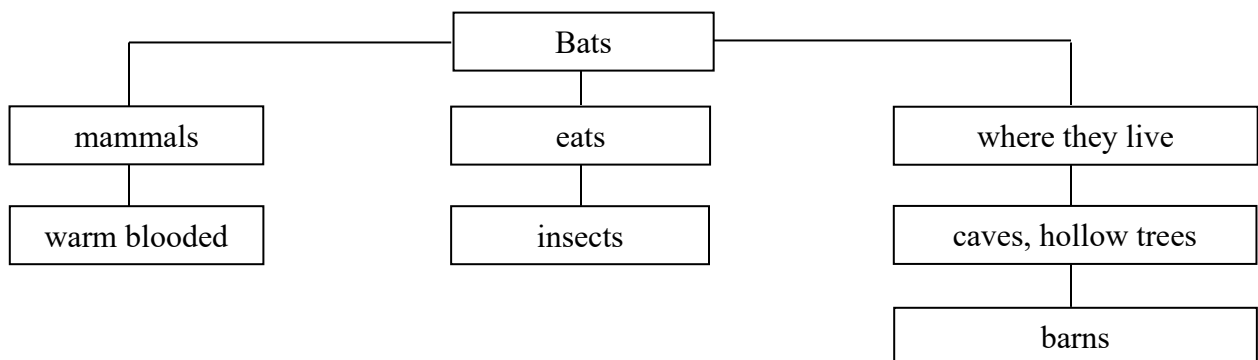 Bats
mammals
eats
where they live
warm blooded
insects
caves, hollow trees
barns